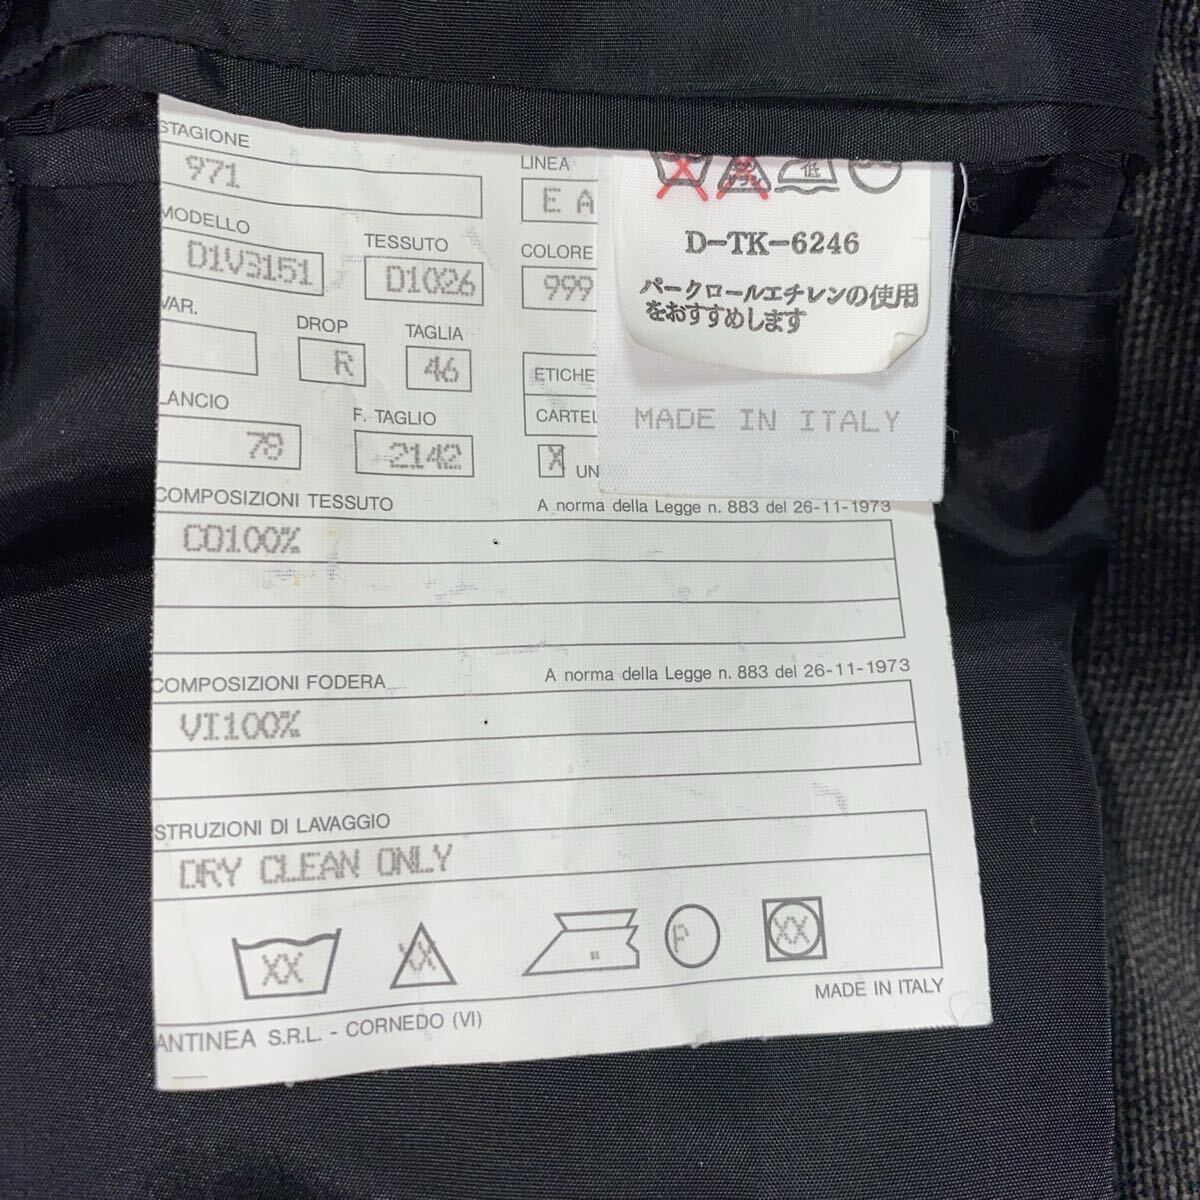 STAGIONE
971
LINEA
E A
MODELLO
D1V3151
TESSUTO
D1026
COLORE
999
VAR.
DROP
R
TAGLIA
46
LANCIO
78
F. TAGLIO
2142
ETICHE
CARTEL
X UN
低
D-TK-6246
パークロールエチレンの使用
をおすすめします
MADE IN ITALY
COMPOSIZIONI TESSUTO
A norma della Legge n. 883 del 26-11-1973
CO100%
COMPOSIZIONI FODERA
A norma della Legge n. 883 del 26-11-1973
VI100%
STRUZIONI DI LAVAGGIO
DRY CLEAN ONLY
XX
XX
P
XX
MADE IN ITALY
ANTINEA S.R.L. - CORNEDO (VI)